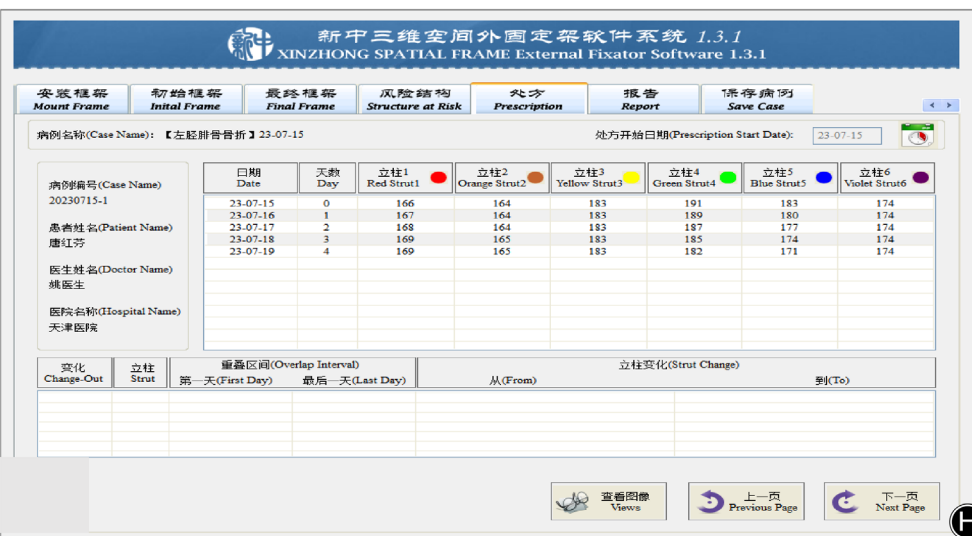 新中三维空间外固定架软件系统 1.3.1
XINZHONG SPATIAL FRAME External Fixator Software 1.3.1
安装框架 初始框架 最终框架 风险结构 处方 报告 保存病例
Mount Frame Inital Frame Final Frame Structure at Risk Prescription Report Save Case
病例名称(Case Name): 【左胫腓骨骨折】23-07-15 处方开始日期(Prescription Start Date): 23-07-15
病例编号(Case Name)
20230715-1
患者姓名(Patient Name)
唐红芬
医生姓名(Doctor Name)
姚医生
医院名称(Hospital Name)
天津医院
日期 天数 立柱1 立柱2 立柱3 立柱4 立柱5 立柱6
Date Day Red Strut1 Orange Strut2 Yellow Strut3 Green Strut4 Blue Strut5 Violet Strut6
23-07-15 0 166 164 183 191 183 174
23-07-16 1 167 164 183 189 180 174
23-07-17 2 168 164 183 187 177 174
23-07-18 3 169 165 183 185 174 174
23-07-19 4 169 165 183 182 171 174
变化 立柱 重叠区间(Overlap Interval) 立柱变化(Strut Change)
Change-Out Strut 第一天(First Day) 最后一天(Last Day) 从(From) 到(To)
查看图像 上一页 下一页
Views Previous Page Next Page
H